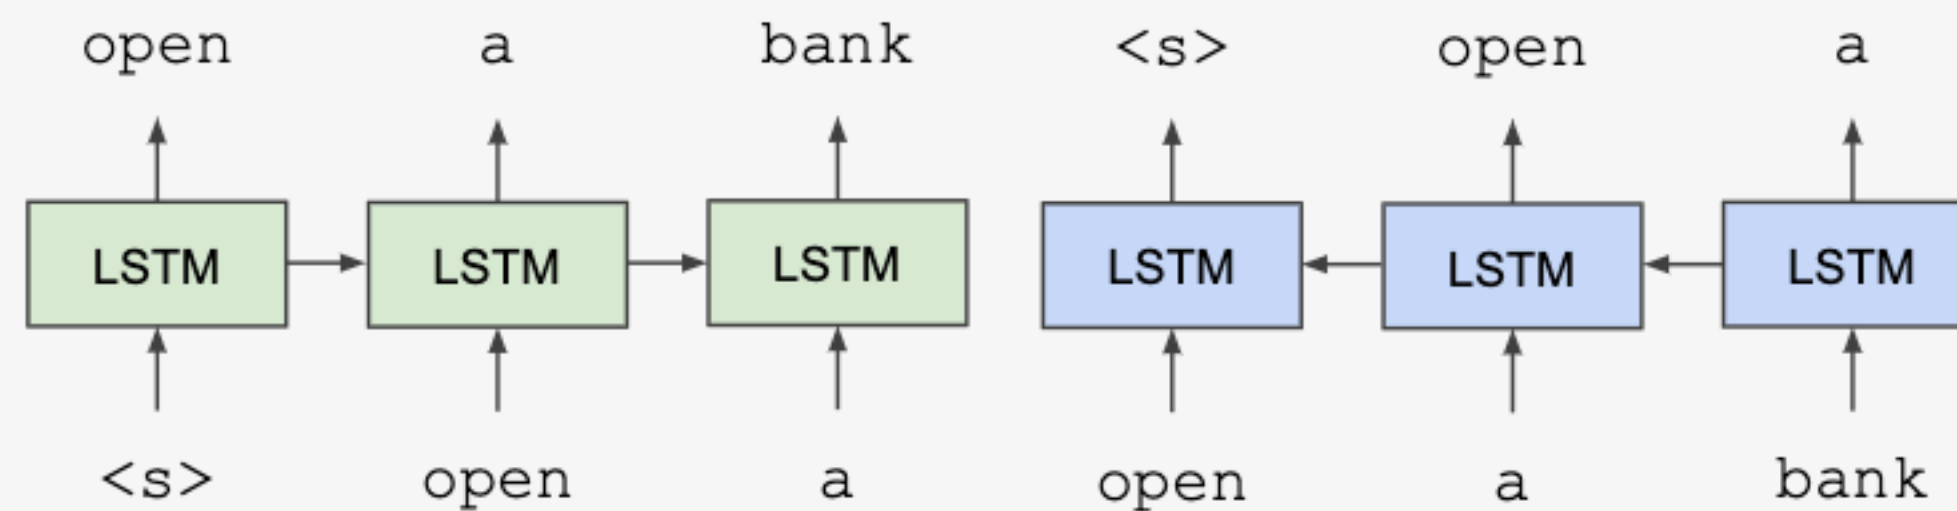 open a bank <s> open a
LSTM LSTM LSTM LSTM LSTM LSTM
<s> open a open a bank